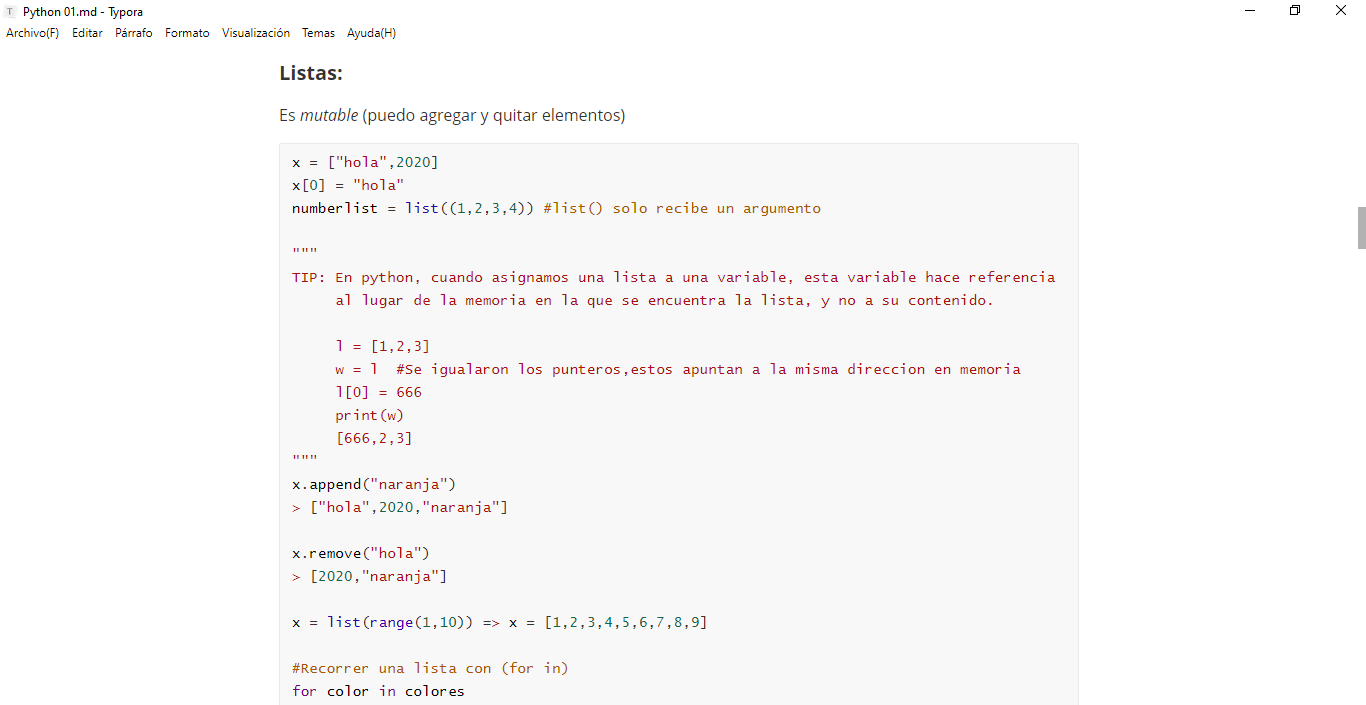 T Python 01.md - Typora
Archivo(F) Editar Párrafo Formato Visualización Temas Ayuda(H)
Listas:
Es mutable (puedo agregar y quitar elementos)
x = ["hola",2020]
x[0] = "hola"
numberlist = list((1,2,3,4)) #list() solo recibe un argumento
"""
TIP: En python, cuando asignamos una lista a una variable, esta variable hace referencia
al lugar de la memoria en la que se encuentra la lista, y no a su contenido.
l = [1,2,3]
w = l  #Se igualaron los punteros,estos apuntan a la misma direccion en memoria
l[0] = 666
print(w)
[666,2,3]
"""
x.append("naranja")
> ["hola",2020,"naranja"]
x.remove("hola")
> [2020,"naranja"]
x = list(range(1,10)) => x = [1,2,3,4,5,6,7,8,9]
#Recorrer una lista con (for in)
for color in colores